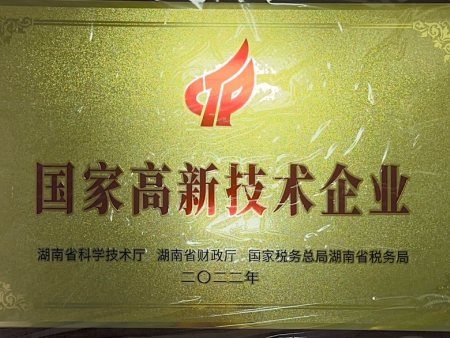 国家高新技术企业
湖南省科学技术厅 湖南省财政厅 国家税务总局湖南省税务局
二〇二二年